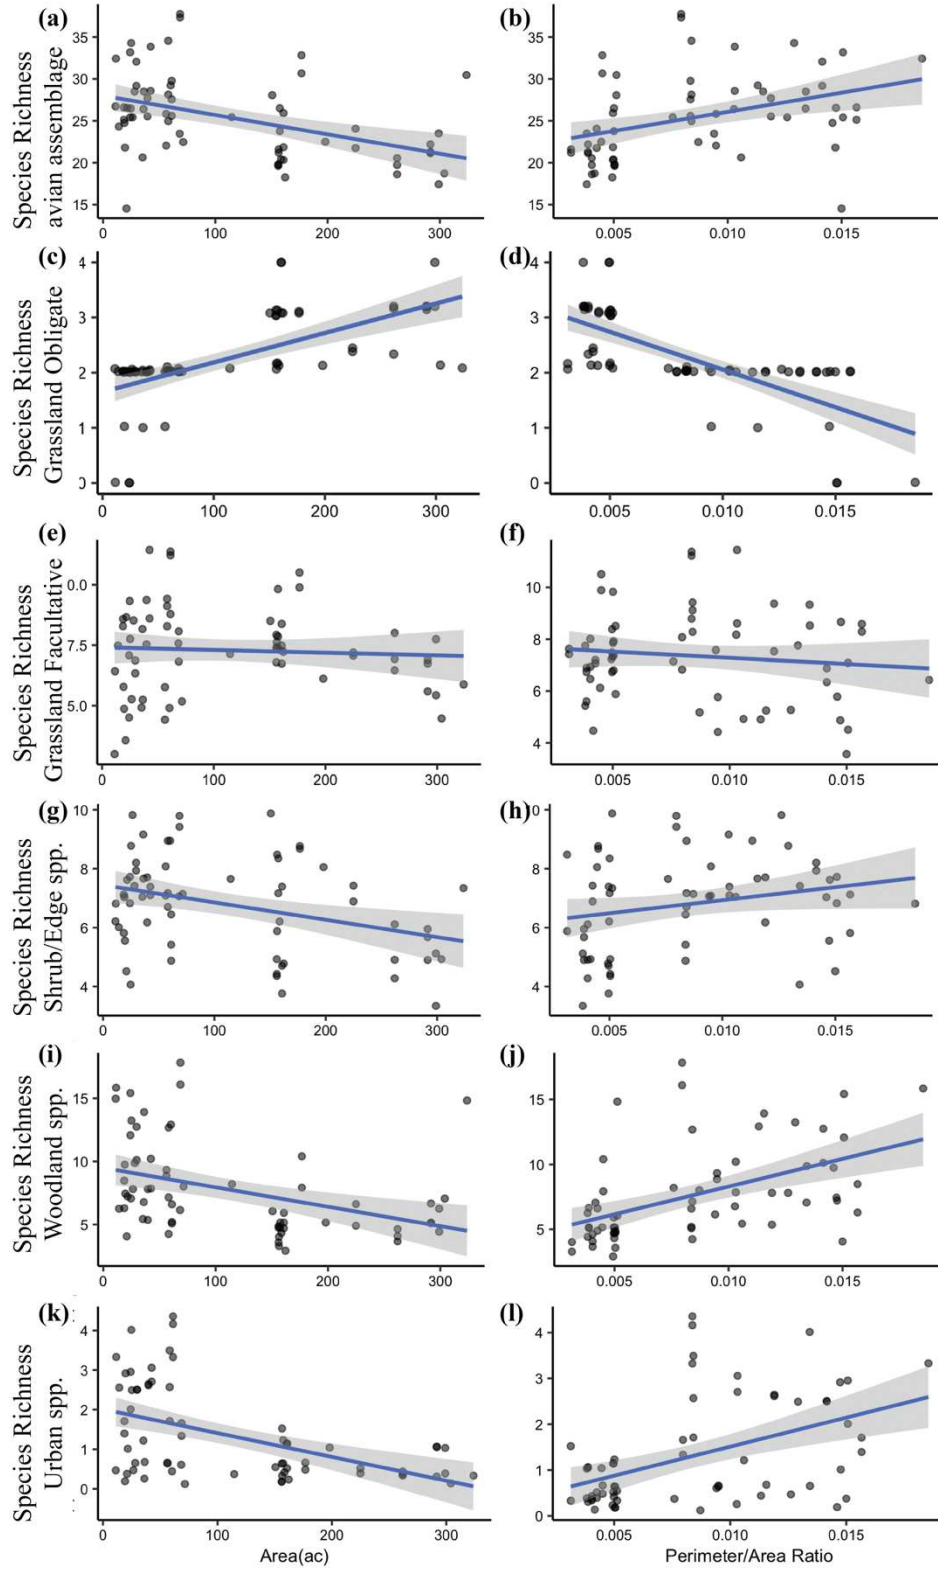 (a)
Species Richness
avian assemblage
35
30
25
20
15
0 100 200 300
(b)
35
30
25
20
15
0.005 0.010 0.015
(c)
Species Richness
Grassland Obligate
4
3
2
1
0 100 200 300
(d)
4
3
2
1
0
0.005 0.010 0.015
(e)
Species Richness
Grassland Facultative
0.0
7.5
5.0
0 100 200 300
(f)
10
8
6
4
0.005 0.010 0.015
(g)
Species Richness
Shrub/Edge spp.
10
8
6
4
0 100 200 300
(h)
0
8
6
4
0.005 0.010 0.015
(i)
Species Richness
Woodland spp.
15
10
5
0 100 200 300
(j)
15
10
5
0.005 0.010 0.015
(k)
Species Richness
Urban spp.
4
3
2
1
0
0 100 200 300
Area(ac)
(l)
4
3
2
1
0
0.005 0.010 0.015
Perimeter/Area Ratio